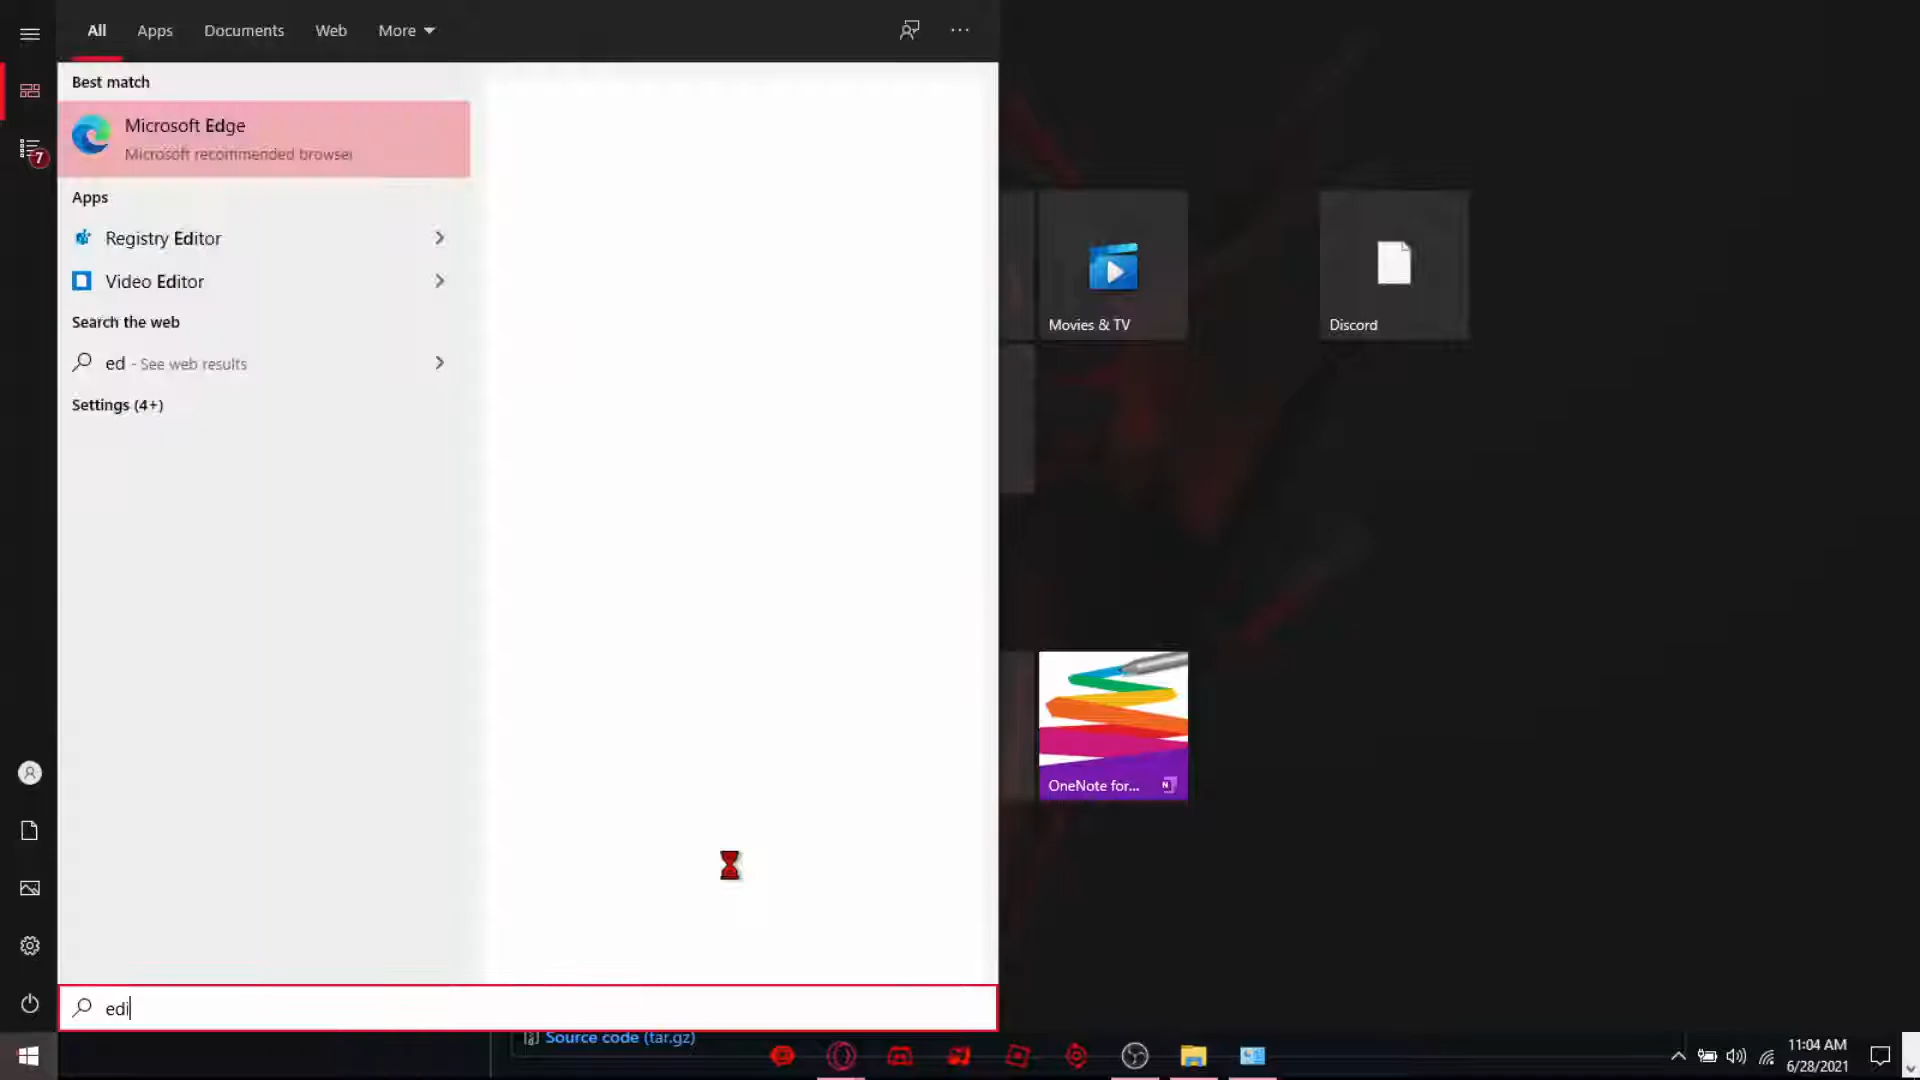 All Apps Documents Web More
Best match
Microsoft Edge
Microsoft recommended browser
Apps
Registry Editor
Video Editor
Search the web
ed - See web results
Settings (4+)
7
Movies & TV
Discord
OneNote for...
N
edi
Source code (tar.gz)
11:04 AM
6/28/2021